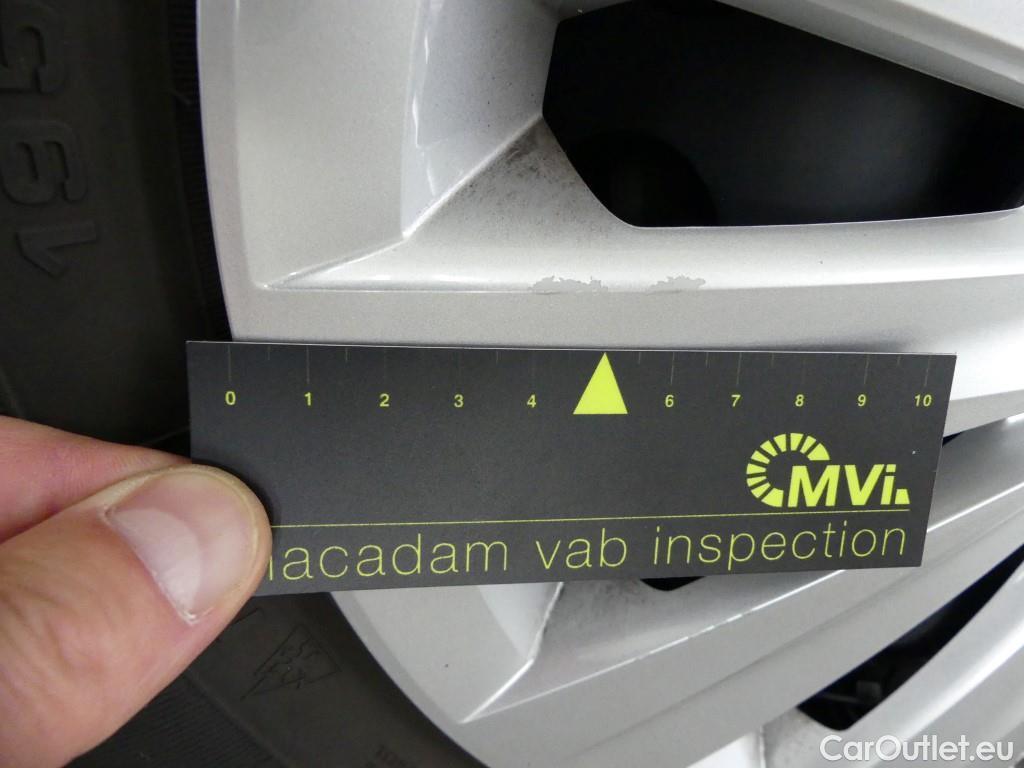 0 1 2 3 4 6 7 8 9 10
MVi.
acadam vab inspection
CarOutlet.eu